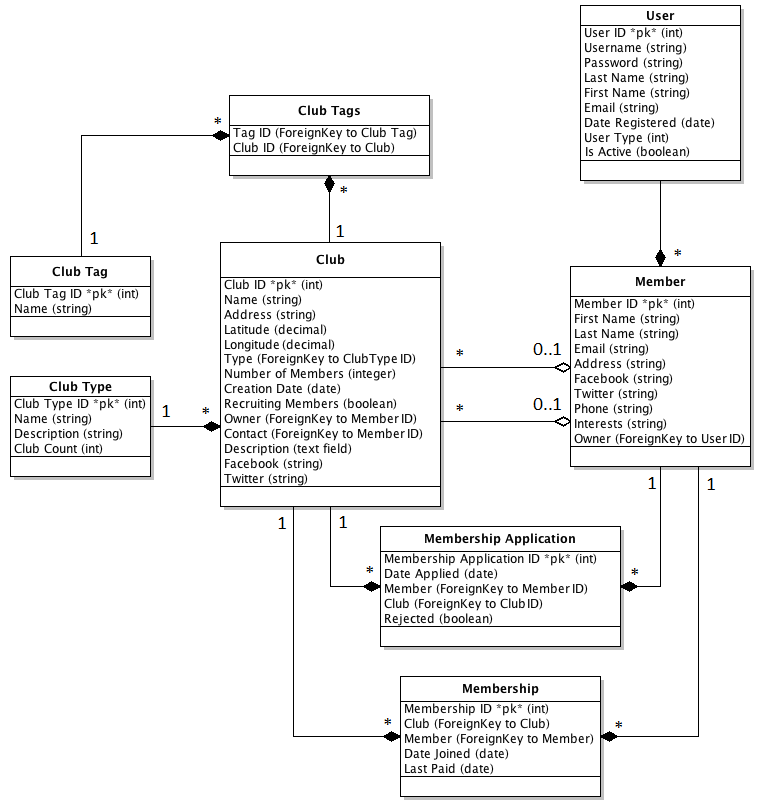 User
User ID *pk* (int)
Username (string)
Password (string)
Last Name (string)
First Name (string)
Email (string)
Date Registered (date)
User Type (int)
Is Active (boolean)
*
Club Tags
Tag ID (ForeignKey to Club Tag)
Club ID (ForeignKey to Club)
*
*
1
1
Club Tag
Club Tag ID *pk* (int)
Name (string)
Club Type
Club Type ID *pk* (int)
Name (string)
Description (string)
Club Count (int)
1
*
Club
Club ID *pk* (int)
Name (string)
Address (string)
Latitude (decimal)
Longitude (decimal)
Type (ForeignKey to ClubType ID)
Number of Members (integer)
Creation Date (date)
Recruiting Members (boolean)
Owner (ForeignKey to Member ID)
Contact (ForeignKey to Member ID)
Description (text field)
Facebook (string)
Twitter (string)
*
0..1
*
0..1
Member
Member ID *pk* (int)
First Name (string)
Last Name (string)
Email (string)
Address (string)
Facebook (string)
Twitter (string)
Phone (string)
Interests (string)
Owner (ForeignKey to User ID)
1
1
1
1
Membership Application
Membership Application ID *pk* (int)
Date Applied (date)
Member (ForeignKey to Member ID)
Club (ForeignKey to Club ID)
Rejected (boolean)
*
*
Membership
Membership ID *pk* (int)
Club (ForeignKey to Club)
Member (ForeignKey to Member)
Date Joined (date)
Last Paid (date)
*
*